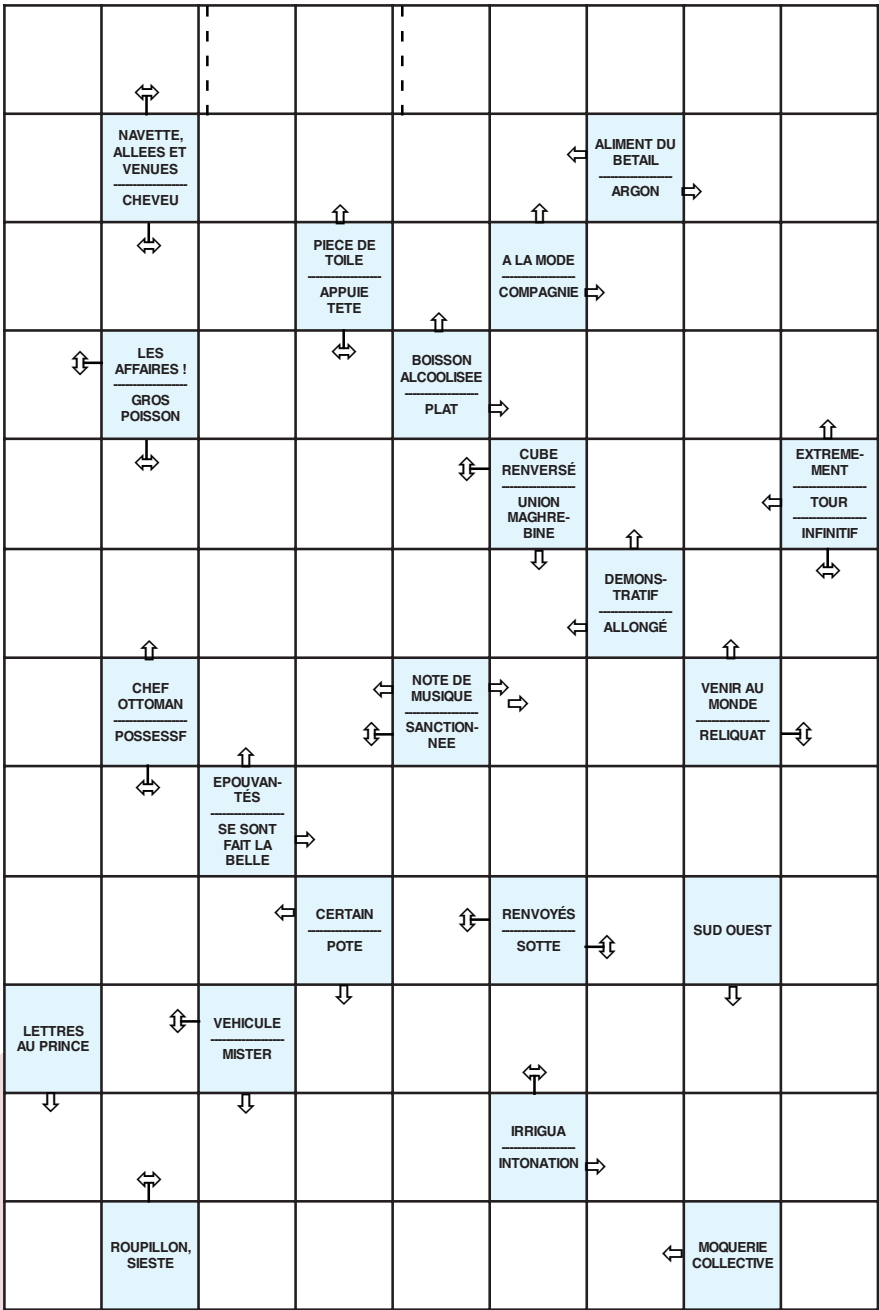 NAVETTE,
ALLEES ET
VENUES
CHEVEU
ALIMENT DU
BETAIL
ARGON
PIECE DE
TOILE
APPUIE
TETE
A LA MODE
COMPAGNIE
LES
AFFAIRES !
GROS
POISSON
BOISSON
ALCOOLISEE
PLAT
CUBE
RENVERSÉ
UNION
MAGHRE-
BINE
EXTREME-
MENT
TOUR
INFINITIF
DEMONS-
TRATIF
ALLONGÉ
CHEF
OTTOMAN
POSSESSF
NOTE DE
MUSIQUE
SANCTION-
NEE
VENIR AU
MONDE
RELIQUAT
EPOUVAN-
TÉS
SE SONT
FAIT LA
BELLE
CERTAIN
POTE
RENVOYÉS
SOTTE
SUD OUEST
LETTRES
AU PRINCE
VEHICULE
MISTER
IRRIGUA
INTONATION
ROUPILLON,
SIESTE
MOQUERIE
COLLECTIVE